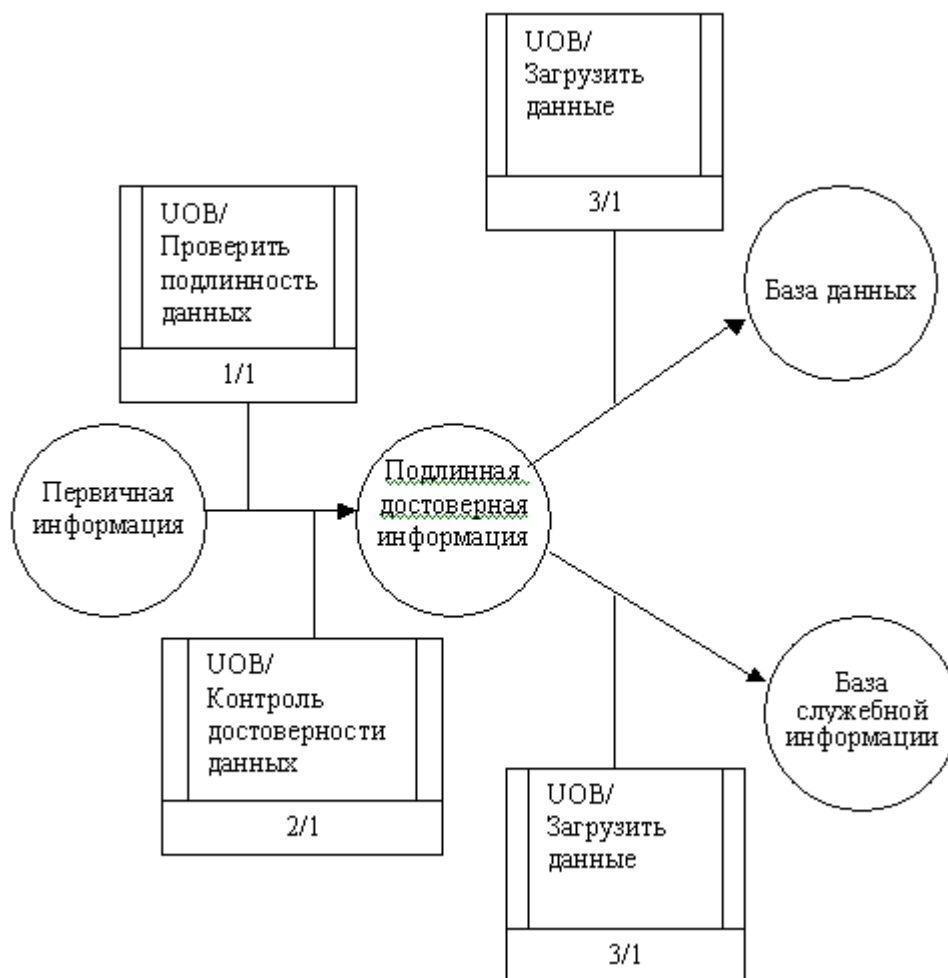 UOB/
Загрузить
данные
3/1
UOB/
Проверить
подлинность
данных
1/1
База данных
Первичная
информация
Подлинная
достоверная
информация
UOB/
Контроль
достоверности
данных
2/1
База
служебной
информации
UOB/
Загрузить
данные
3/1